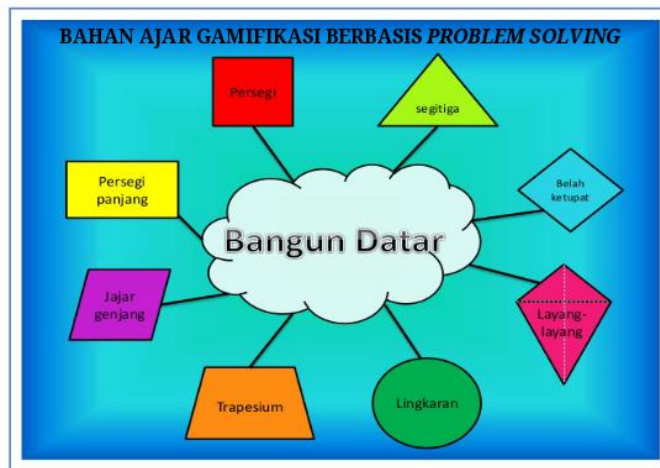 BAHAN AJAR GAMIFIKASI BERBASIS PROBLEM SOLVING
Persegi
segitiga
Persegi
panjang
Belah
ketupat
Bangun Datar
Jajar
genjang
Layang-
layang
Trapesium
Lingkaran